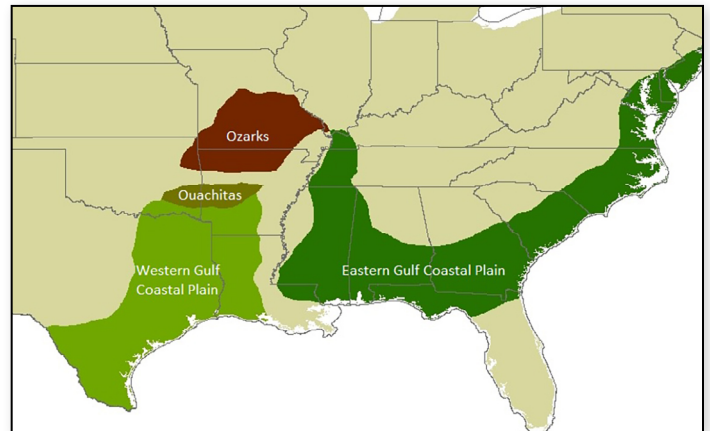 Ozarks
Ouachitas
Western Gulf
Coastal Plain
Eastern Gulf Coastal Plain